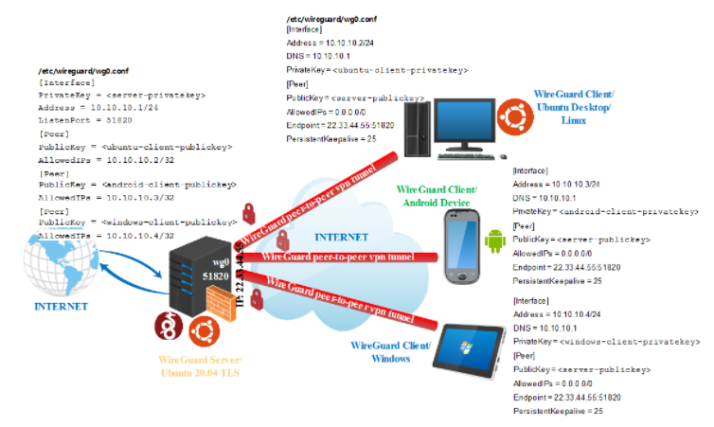 /etc/wireguard/wg0.conf
[Interface]
Address = 10.10.10.2/24
DNS = 10.10.10.1
PrivateKey = <ubuntu-client-privatekey>
[Peer]
PublicKey = <server-publickey>
AllowedIPs = 0.0.0.0/0
Endpoint = 22.33.44.55:51820
PersistentKeepalive = 25
/etc/wireguard/wg0.conf
[Interface]
PrivateKey = <server-privatekey>
Address = 10.10.10.1/24
ListenPort = 51820
[Peer]
PublicKey = <ubuntu-client-publickey>
AllowedIPs = 10.10.10.2/32
[Peer]
PublicKey = <android-client-publickey>
AllowedIPs = 10.10.10.3/32
[Peer]
PublicKey = <windows-client-publickey>
AllowedIPs = 10.10.10.4/32
WireGuard Client/
Ubuntu Desktop/
Linux
WireGuard Client/
Android Device
[Interface]
Address = 10.10.10.3/24
DNS = 10.10.10.1
PrivateKey = <android-client-privatekey>
[Peer]
PublicKey = <server-publickey>
AllowedIPs = 0.0.0.0/0
Endpoint = 22.33.44.55:51820
PersistentKeepalive = 25
WireGuard peer-to-peer vpn tunnel
INTERNET
WireGuard peer-to-peer vpn tunnel
WireGuard peer-to-peer vpn tunnel
wg0
51820
IP: 22.33.44.55
INTERNET
WireGuard Server/
Ubuntu 20.04 TLS
WireGuard Client/
Windows
[Interface]
Address = 10.10.10.4/24
DNS = 10.10.10.1
PrivateKey = <windows-client-privatekey>
[Peer]
PublicKey = <server-publickey>
AllowedIPs = 0.0.0.0/0
Endpoint = 22.33.44.55:51820
PersistentKeepalive = 25